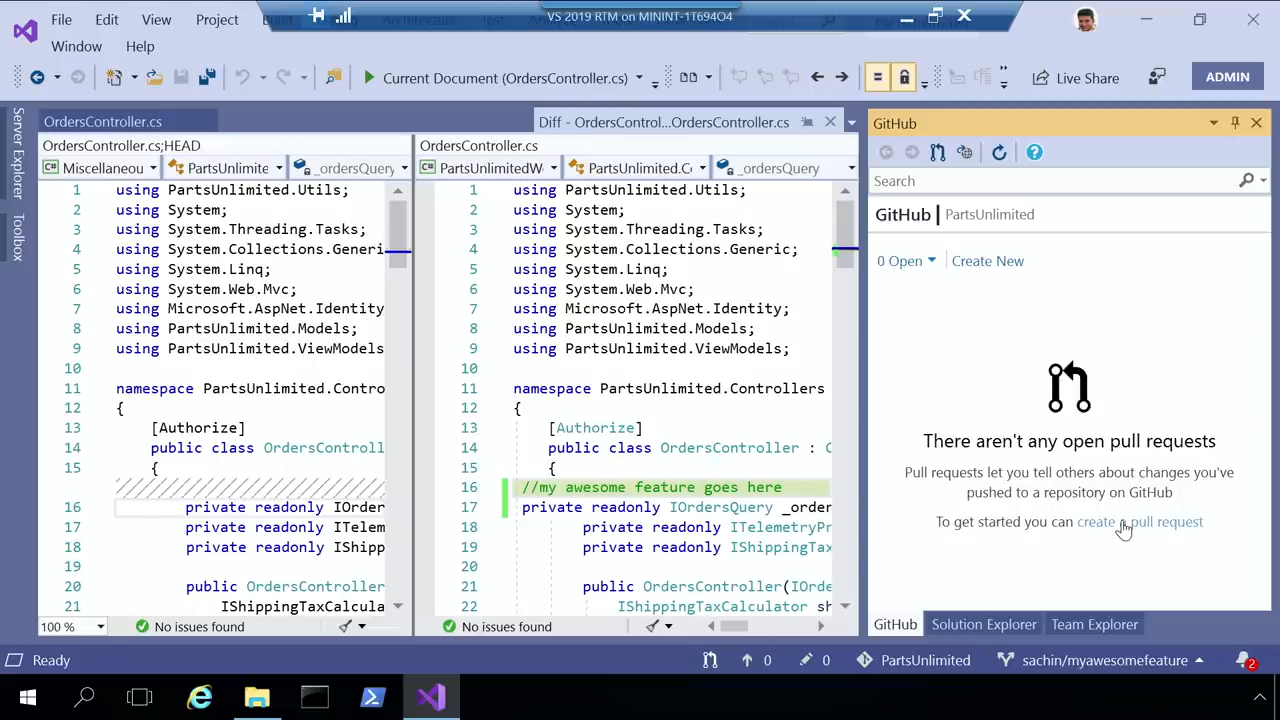 File Edit View Project Build
VS 2019 RTM on MININT-1T694O4
Window Help
Current Document (OrdersController.cs)
Live Share
ADMIN
Server Explorer
Toolbox
OrdersController.cs
Diff - OrdersControl...OrdersController.cs
OrdersController.cs;HEAD
OrdersController.cs
Miscellaneou
PartsUnlimite
_ordersQuery
PartsUnlimitedW
PartsUnlimited.C
_ordersQuery
1 using PartsUnlimited.Utils;
2 using System;
3 using System.Threading.Tasks;
4 using System.Collections.Generi
5 using System.Linq;
6 using System.Web.Mvc;
7 using Microsoft.AspNet.Identity
8 using PartsUnlimited.Models;
9 using PartsUnlimited.ViewModels
10
11 namespace PartsUnlimited.Contro
12 {
13 [Authorize]
14 public class OrdersControll
15 {
16 private readonly IOrder
17 private readonly ITelem
18 private readonly IShipp
19
20 public OrdersController
21 IShippingTaxCalcula
1 using PartsUnlimited.Utils;
2 using System;
3 using System.Threading.Tasks;
4 using System.Collections.Generic;
5 using System.Linq;
6 using System.Web.Mvc;
7 using Microsoft.AspNet.Identity;
8 using PartsUnlimited.Models;
9 using PartsUnlimited.ViewModels;
10
11 namespace PartsUnlimited.Controllers
12 {
13 [Authorize]
14 public class OrdersController : C
15 {
16 //my awesome feature goes here
17 private readonly IOrdersQuery _order
18 private readonly ITelemetryPr
19 private readonly IShippingTax
20
21 public OrdersController(IOrde
22 IShippingTaxCalculator sh
100 %
No issues found
No issues found
GitHub
Search
GitHub | PartsUnlimited
0 Open
Create New
There aren't any open pull requests
Pull requests let you tell others about changes you've
pushed to a repository on GitHub
To get started you can create a pull request
GitHub Solution Explorer Team Explorer
Ready
0
0
PartsUnlimited
sachin/myawesomefeature
2